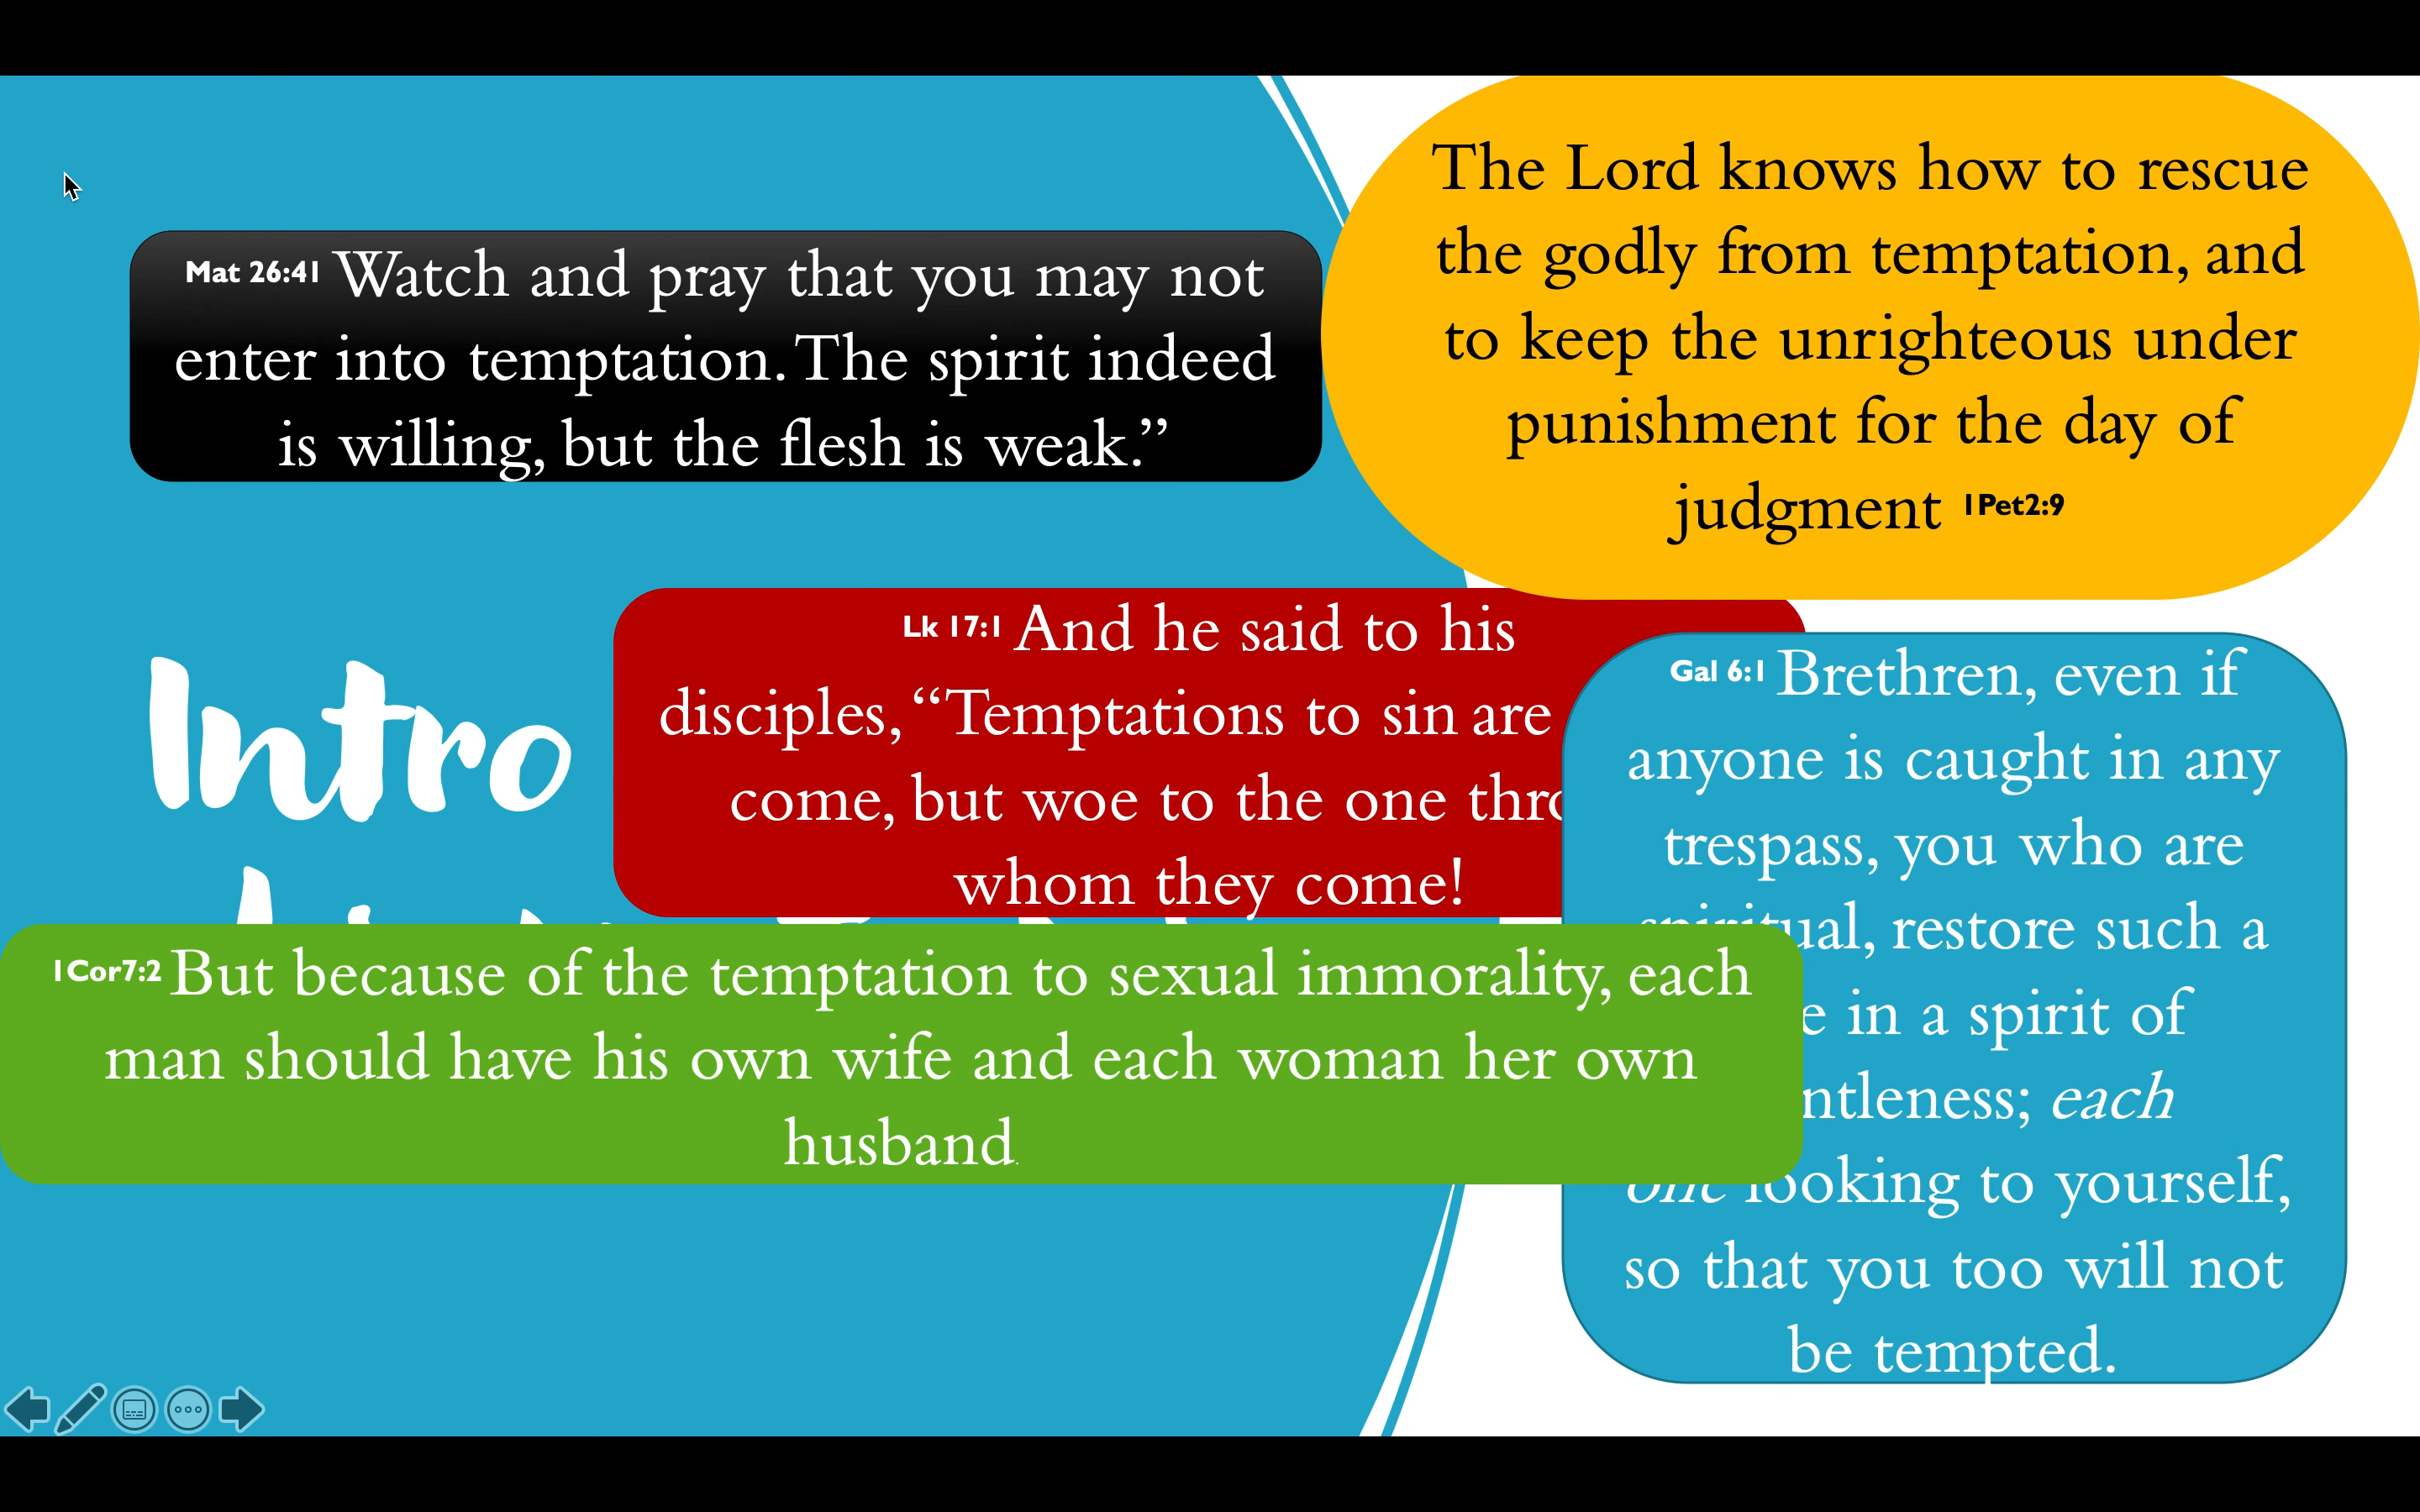 Mat 26:41 Watch and pray that you may not
enter into temptation. The spirit indeed
is willing, but the flesh is weak.”
The Lord knows how to rescue
the godly from temptation, and
to keep the unrighteous under
punishment for the day of
judgment 1Pet2:9
Intro
Lk 17:1 And he said to his
disciples, “Temptations to sin are
come, but woe to the one
whom they come!
Gal 6:1 Brethren, even if
anyone is caught in any
trespass, you who are
spiritual, restore such a
in a spirit of
each
one looking to yourself,
so that you too will not
be tempted.
1Cor7:2 But because of the temptation to sexual immorality, each
man should have his own wife and each woman her own
husband.